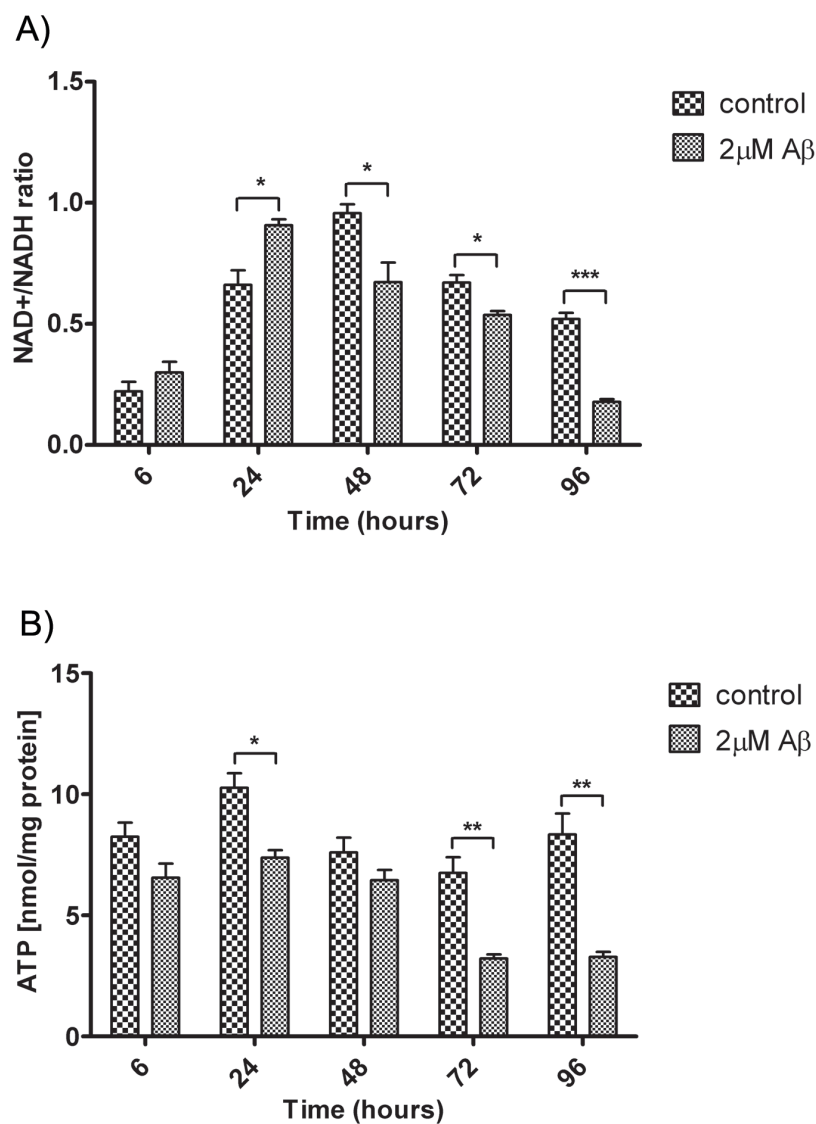 A)
1.5
1.0
0.5
0.0
NAD+/NADH ratio
control
2μM Aβ
*
*
*
***
6
24
48
72
96
Time (hours)
B)
15
10
5
0
ATP [nmol/mg protein]
control
2μM Aβ
*
**
**
6
24
48
72
96
Time (hours)